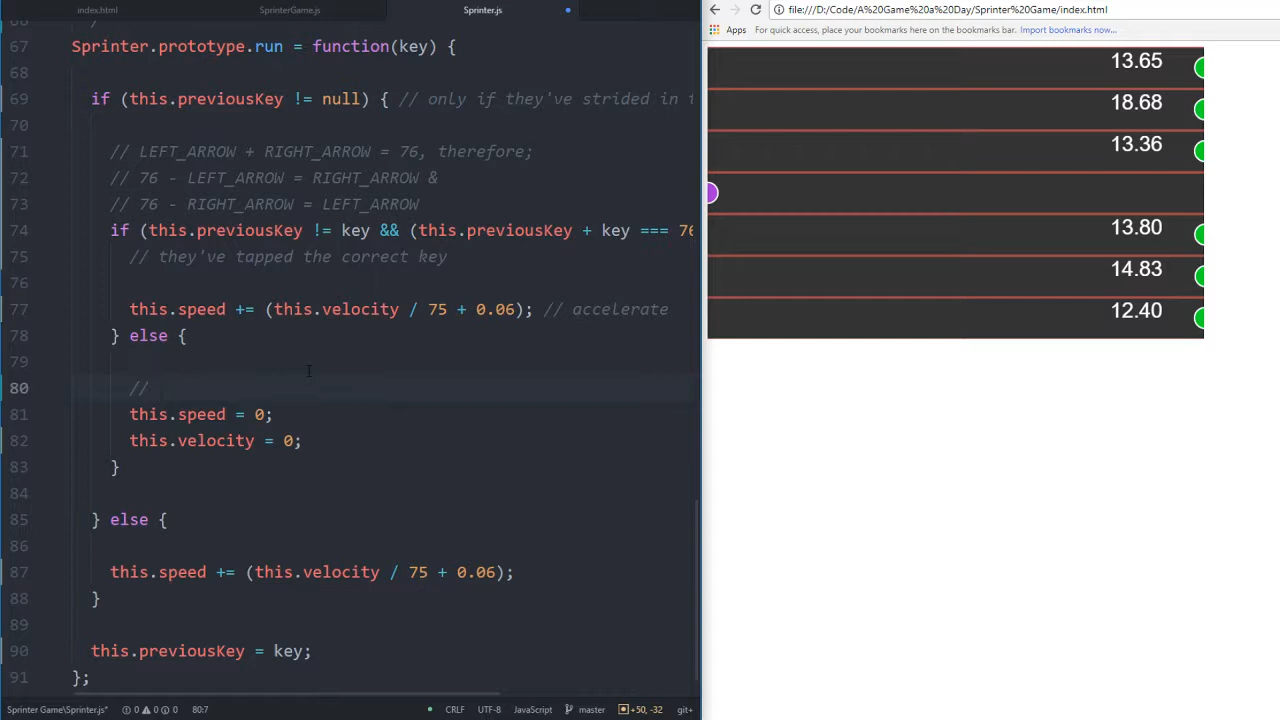 index.html
SprinterGame.js
Sprinter.js
67 Sprinter.prototype.run = function(key) {
68
69 if (this.previousKey != null) { // only if they've strided in t
70
71 // LEFT_ARROW + RIGHT_ARROW = 76, therefore;
72 // 76 - LEFT_ARROW = RIGHT_ARROW &
73 // 76 - RIGHT_ARROW = LEFT_ARROW
74 if (this.previousKey != key && (this.previousKey + key === 76
75 // they've tapped the correct key
76
77 this.speed += (this.velocity / 75 + 0.06); // accelerate
78 } else {
79
80 //
81 this.speed = 0;
82 this.velocity = 0;
83 }
84
85 } else {
86
87 this.speed += (this.velocity / 75 + 0.06);
88 }
89
90 this.previousKey = key;
91 };
Sprinter Game\Sprinter.js* 0 0 0 80:7 CRLF UTF-8 JavaScript master +50, -32 git+
file:///D:/Code/A%20Game%20a%20Day/Sprinter%20Game/index.html
Apps For quick access, place your bookmarks here on the bookmarks bar. Import bookmarks now...
13.65
18.68
13.36
13.80
14.83
12.40